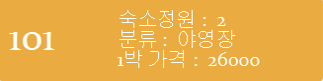 101
숙소정원 : 2
분류 : 야영장
1박 가격 : 26000